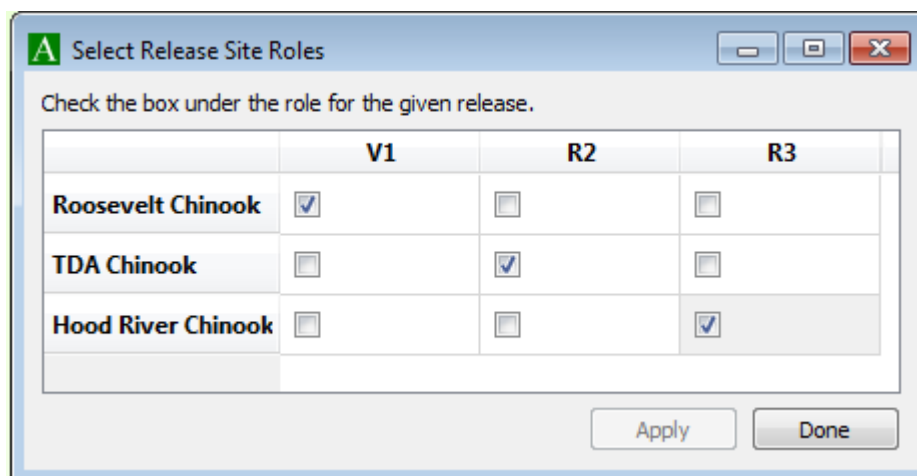 A Select Release Site Roles
Check the box under the role for the given release.
V1 R2 R3
Roosevelt Chinook
TDA Chinook
Hood River Chinook
Apply Done